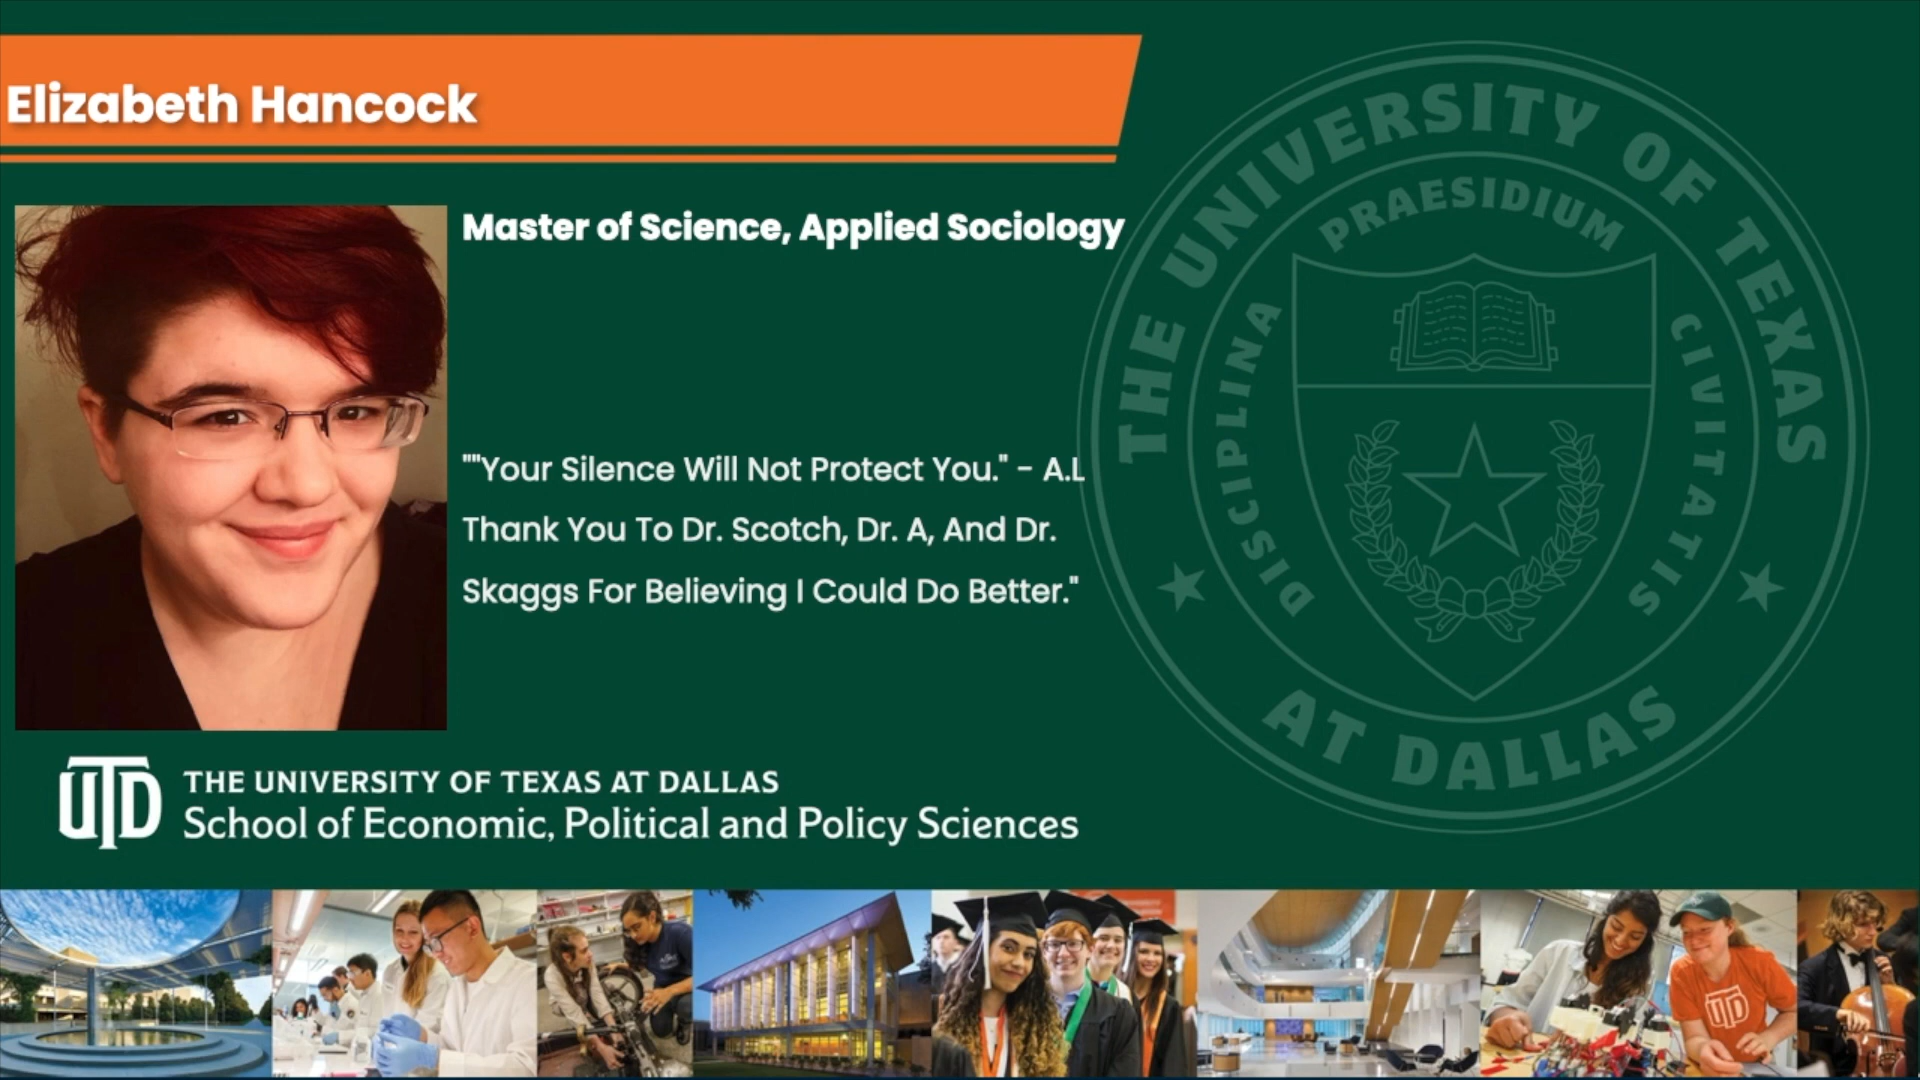 Elizabeth Hancock
Master of Science, Applied Sociology
""Your Silence Will Not Protect You." - A.L
Thank You To Dr. Scotch, Dr. A, And Dr.
Skaggs For Believing I Could Do Better."
UTD
THE UNIVERSITY OF TEXAS AT DALLAS
School of Economic, Political and Policy Sciences
THE UNIVERSITY OF TEXAS
AT DALLAS
DISCIPLINA
PRAESIDIUM
CIVITATIS
UTD